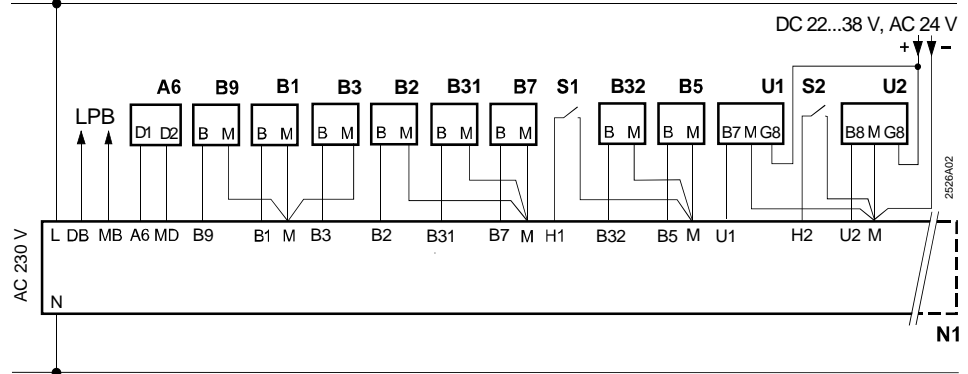 DC 22...38 V, AC 24 V
+ –
A6 B9 B1 B3 B2 B31 B7 S1 B32 B5 U1 S2 U2
LPB
D1 D2 B M B M B M B M B M B M B M B M B7 M G8 B8 M G8
2526A02
L DB MB A6 MD B9 B1 M B3 B2 B31 B7 M H1 B32 B5 M U1 H2 U2 M
AC 230 V
N
N1